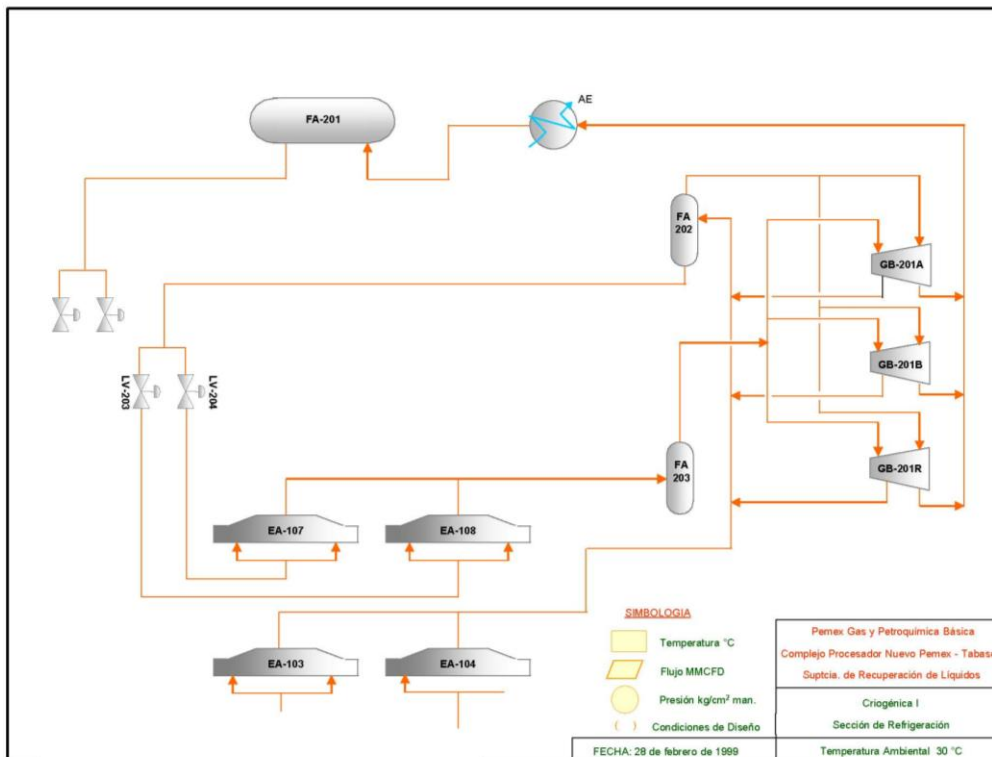 AE
FA-201
FA
202
GB-201A
GB-201B
LV-203
LV-204
FA
203
GB-201R
EA-107
EA-108
EA-103
EA-104
SIMBOLOGIA
Temperatura °C
Flujo MMCFD
Presión kg/cm² man.
( ) Condiciones de Diseño
FECHA: 28 de febrero de 1999
Pemex Gas y Petroquímica Básica
Complejo Procesador Nuevo Pemex - Tabasc
Suptcia. de Recuperación de Líquidos
Criogénica I
Sección de Refrigeración
Temperatura Ambiental 30 °C